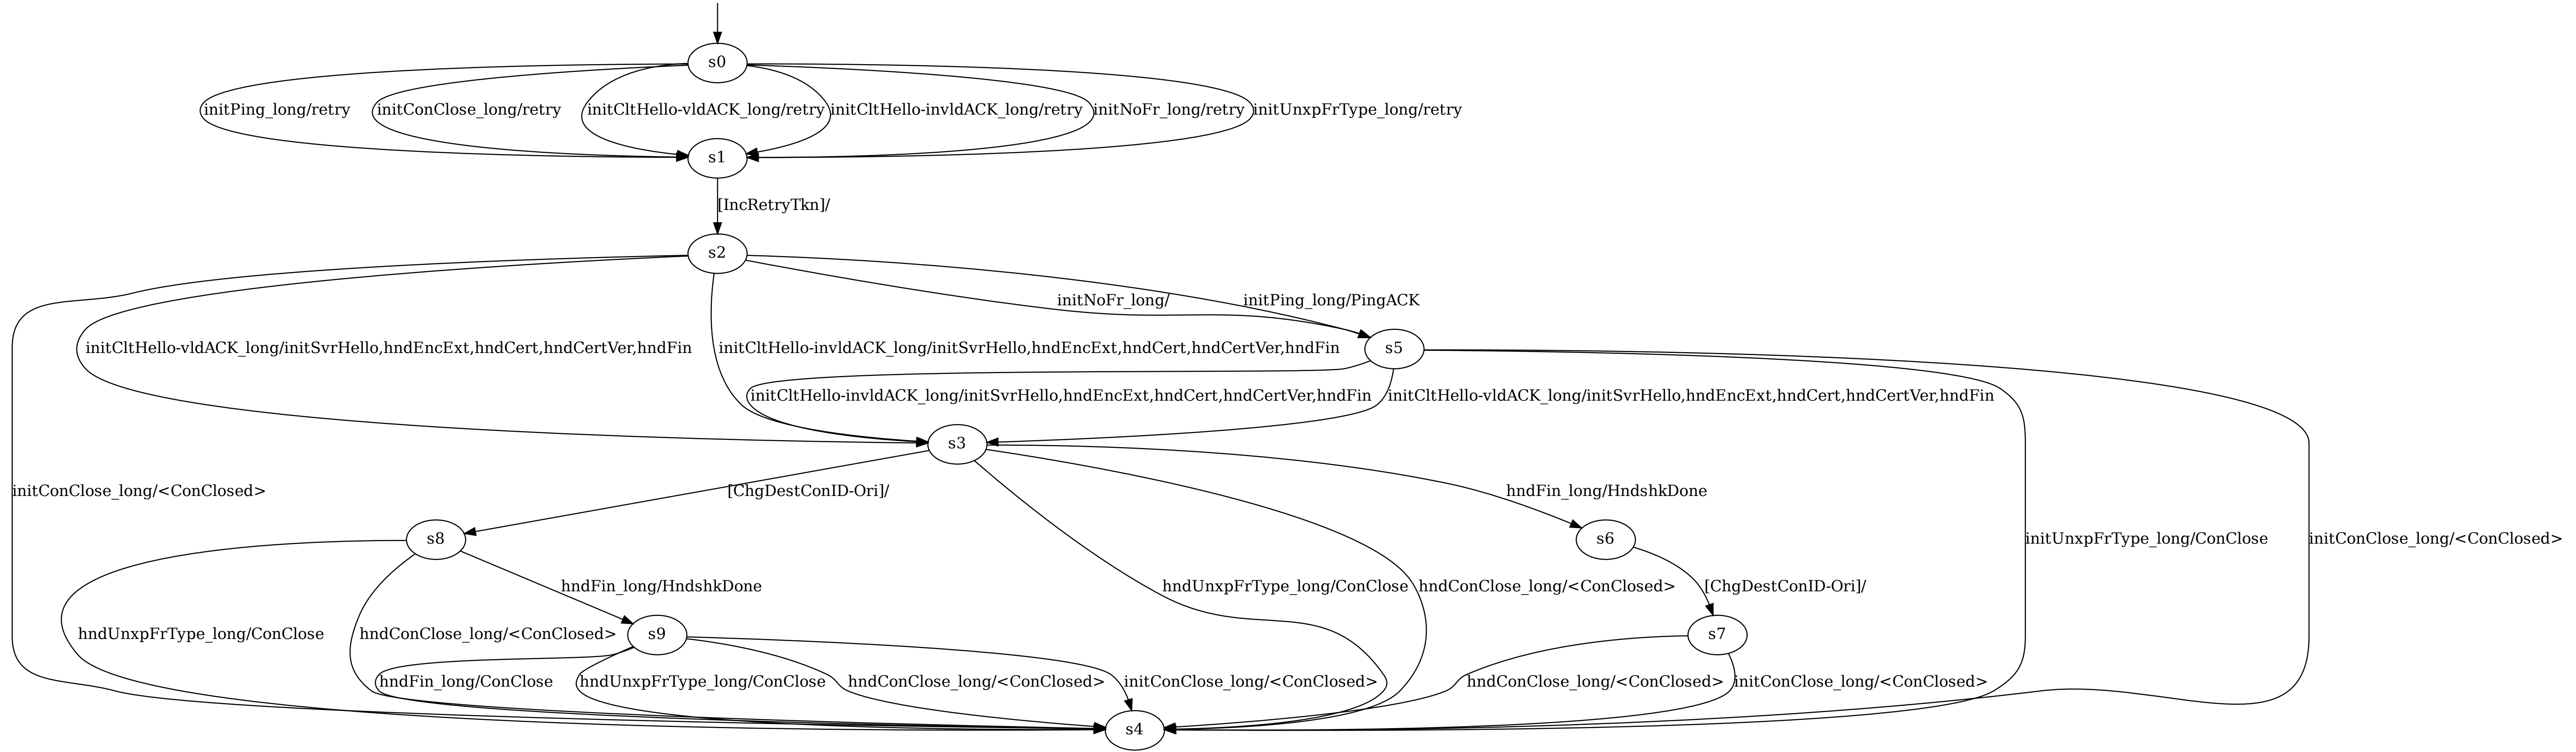 s0
initPing_long/retry
initConClose_long/retry
initCltHello-vldACK_long/retry
initCltHello-invldACK_long/retry
initNoFr_long/retry
initUnxpFrType_long/retry
s1
[IncRetryTkn]/
s2
initNoFr_long/
initPing_long/PingACK
initCltHello-vldACK_long/initSvrHello,hndEncExt,hndCert,hndCertVer,hndFin
initCltHello-invldACK_long/initSvrHello,hndEncExt,hndCert,hndCertVer,hndFin
s5
initCltHello-invldACK_long/initSvrHello,hndEncExt,hndCert,hndCertVer,hndFin
initCltHello-vldACK_long/initSvrHello,hndEncExt,hndCert,hndCertVer,hndFin
s3
initConClose_long/<ConClosed>
[ChgDestConID-Ori]/
hndFin_long/HndshkDone
s8
s6
initUnxpFrType_long/ConClose
initConClose_long/<ConClosed>
hndFin_long/HndshkDone
hndUnxpFrType_long/ConClose
hndConClose_long/<ConClosed>
[ChgDestConID-Ori]/
hndUnxpFrType_long/ConClose
hndConClose_long/<ConClosed>
s9
s7
hndFin_long/ConClose
hndUnxpFrType_long/ConClose
hndConClose_long/<ConClosed>
initConClose_long/<ConClosed>
hndConClose_long/<ConClosed>
initConClose_long/<ConClosed>
s4